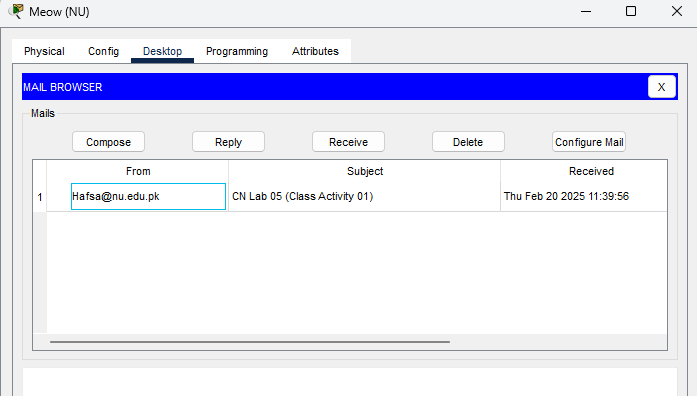 Meow (NU)
Physical Config Desktop Programming Attributes
MAIL BROWSER X
Mails
Compose Reply Receive Delete Configure Mail
From Subject Received
1 Hafsa@nu.edu.pk CN Lab 05 (Class Activity 01) Thu Feb 20 2025 11:39:56